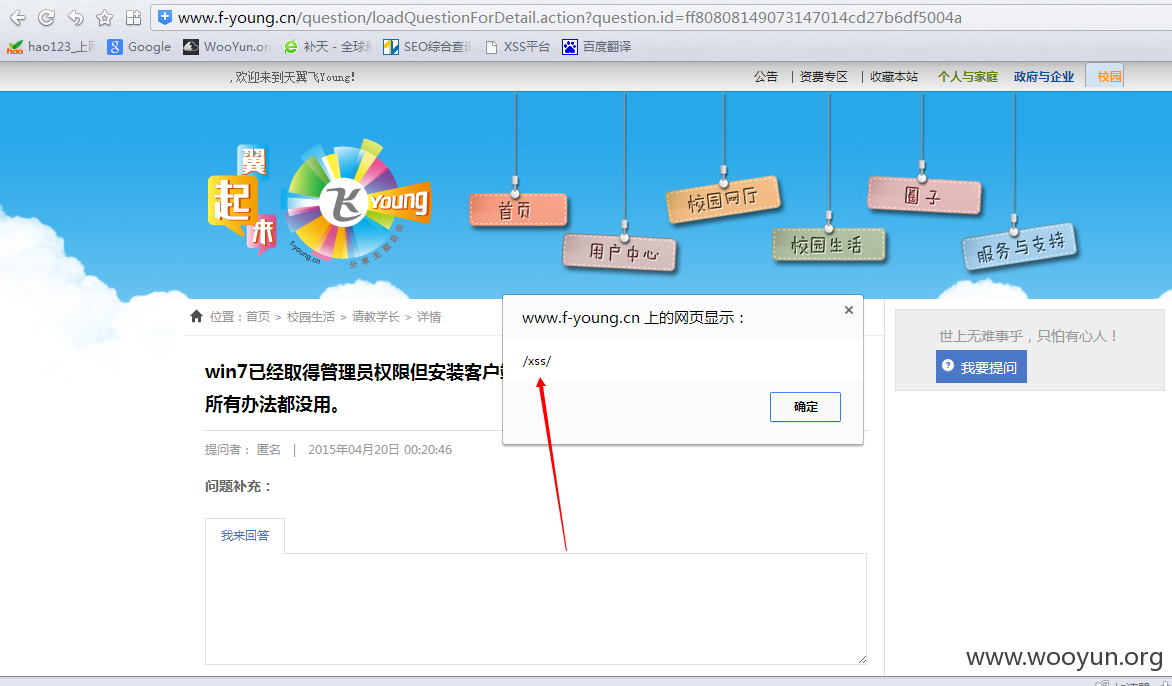 www.f-young.cn/question/loadQuestionForDetail.action?question.id=ff80808149073147014cd27b6df5004a
hao123_上网 Google WooYun.or 补天 - 全球最 SEO综合查询 XSS平台 百度翻译
, 欢迎来到天翼飞Young! 公告 | 资费专区 | 收藏本站 个人与家庭 政府与企业 校园
翼
起
来
飞 Young
f-young.cn
首页
用户中心
校园网厅
校园生活
圈子
服务与支持
位置：首页 > 校园生活 > 请教学长 > 详情
www.f-young.cn 上的网页显示：
/xss/
确定
世上无难事乎，只怕有心人！
我要提问
win7已经取得管理员权限但安装客户端
所有办法都没用。
提问者： 匿名 | 2015年04月20日 00:20:46
问题补充：
我来回答
www.wooyun.org